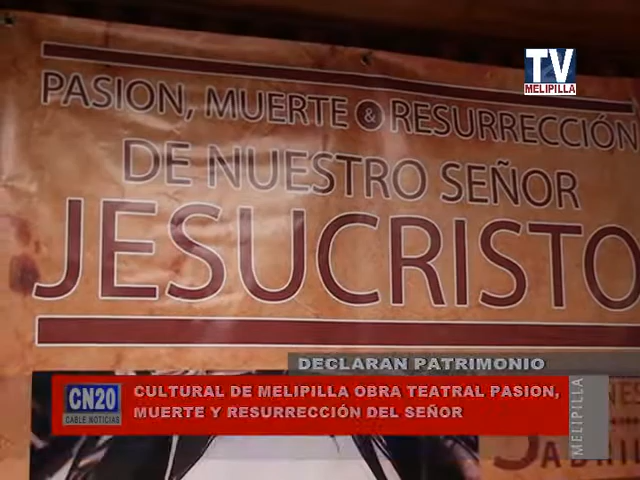 TV
MELIPILLA
PASION, MUERTE & RESURRECCIÓN
DE NUESTRO SEÑOR
JESUCRISTO
DECLARAN PATRIMONIO
CN20
CABLE NOTICIAS
CULTURAL DE MELIPILLA OBRA TEATRAL PASION,
MUERTE Y RESURRECCIÓN DEL SEÑOR
MELIPILLA
ABRIL